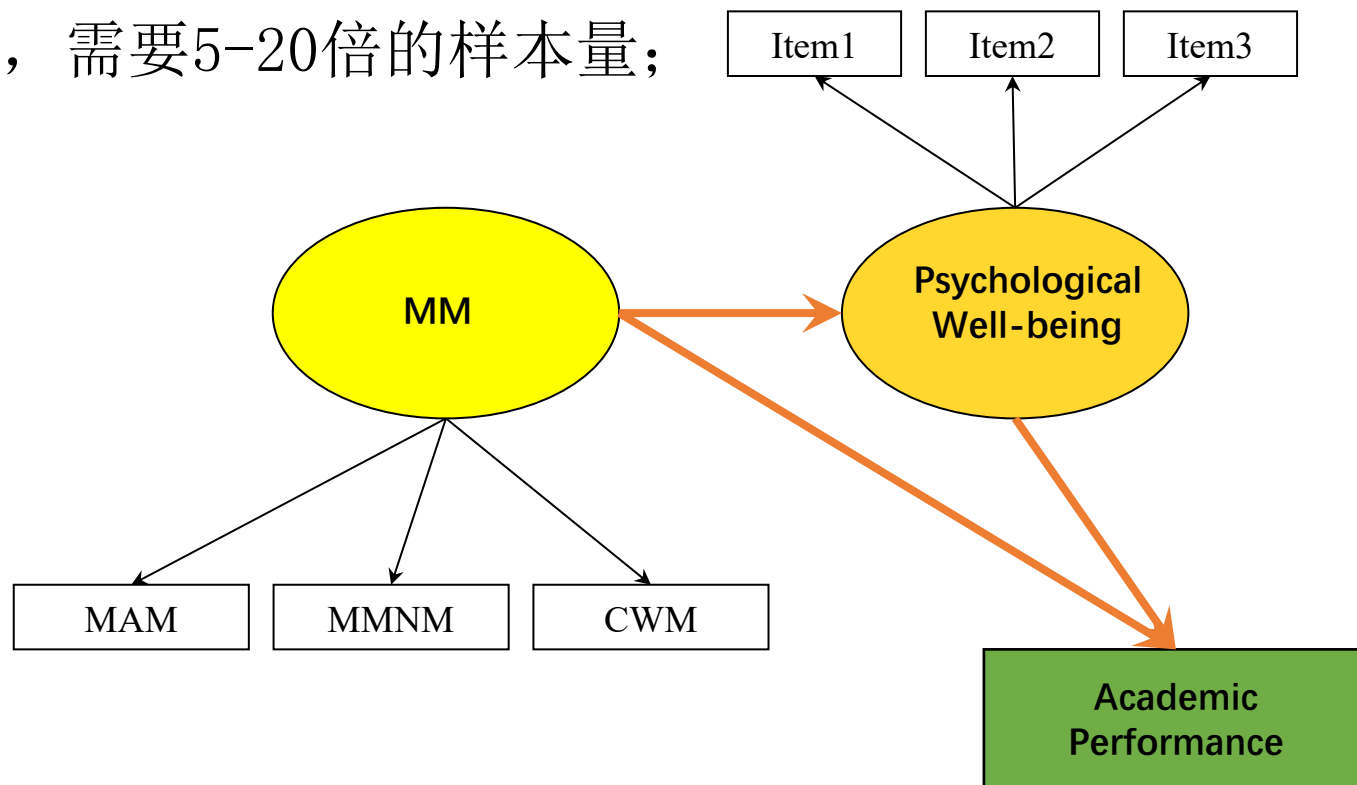 ，需要5-20倍的样本量；
Item1
Item2
Item3
MM
Psychological
Well-being
MAM
MMNM
CWM
Academic
Performance